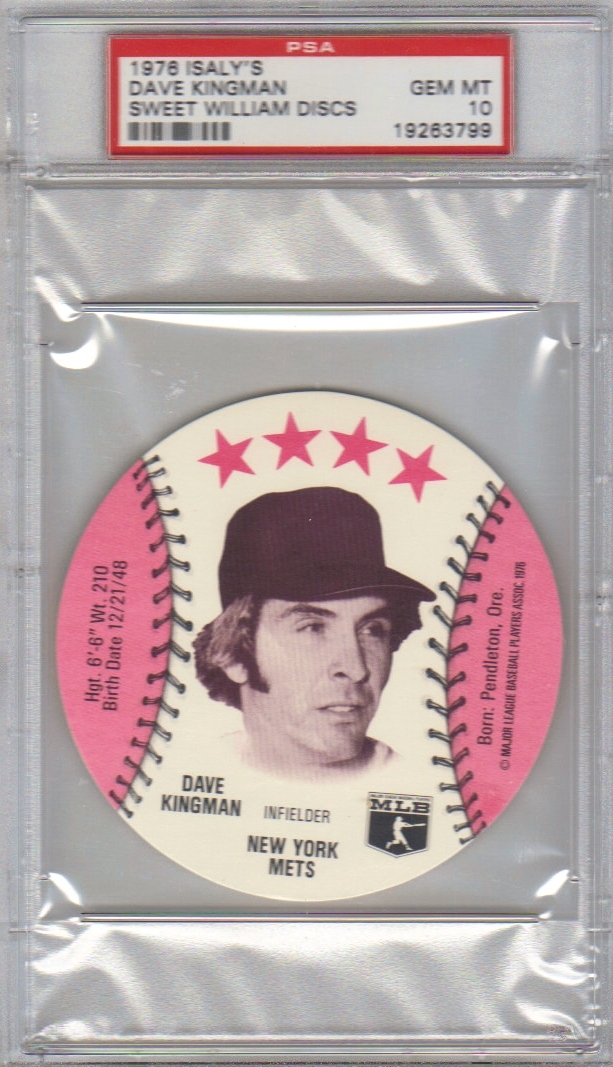 PSA
1976 ISALY'S
DAVE KINGMAN GEM MT
SWEET WILLIAM DISCS 10
19263799
Hgt. 6'-6" Wt. 210
Birth Date 12/21/48
Born: Pendleton, Ore.
© MAJOR LEAGUE BASEBALL PLAYERS ASSOC. 1976
DAVE
KINGMAN
INFIELDER
NEW YORK
METS
MLB